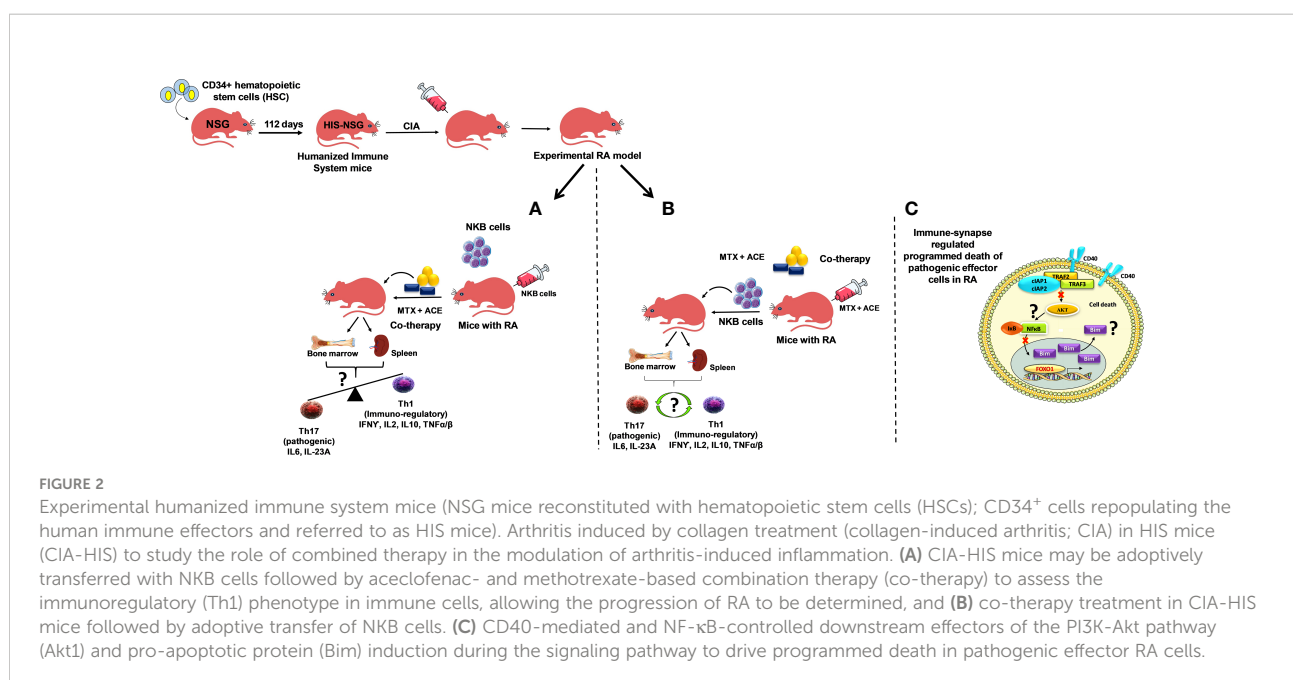 CD34+ hematopoietic
stem cells (HSC)
NSG
112 days
HIS-NSG
CIA
Humanized Immune
System mice
Experimental RA model
A
NKB cells
MTX + ACE
NKB cells
Co-therapy
Mice with RA
Bone marrow
Spleen
?
Th1
(Immuno-regulatory)
IFNϒ, IL2, IL10, TNFα/β
Th17
(pathogenic)
IL6, IL-23A
B
MTX + ACE
Co-therapy
MTX + ACE
NKB cells
Mice with RA
Bone marrow
Spleen
?
Th17
(pathogenic)
IL6, IL-23A
Th1
(Immuno-regulatory)
IFNϒ, IL2, IL10, TNFα/β
C
Immune-synapse
regulated
programmed death of
pathogenic effector
cells in RA
CD40
CD40
TRAF2
cIAP1
cIAP2
TRAF3
Cell death
AKT
?
IκB
NFκB
Bim
?
Bim
Bim
Bim
FOXO1
FIGURE 2
Experimental humanized immune system mice (NSG mice reconstituted with hematopoietic stem cells (HSCs); CD34+ cells repopulating the
human immune effectors and referred to as HIS mice). Arthritis induced by collagen treatment (collagen-induced arthritis; CIA) in HIS mice
(CIA-HIS) to study the role of combined therapy in the modulation of arthritis-induced inflammation. (A) CIA-HIS mice may be adoptively
transferred with NKB cells followed by aceclofenac- and methotrexate-based combination therapy (co-therapy) to assess the
immunoregulatory (Th1) phenotype in immune cells, allowing the progression of RA to be determined, and (B) co-therapy treatment in CIA-HIS
mice followed by adoptive transfer of NKB cells. (C) CD40-mediated and NF-κB-controlled downstream effectors of the PI3K-Akt pathway
(Akt1) and pro-apoptotic protein (Bim) induction during the signaling pathway to drive programmed death in pathogenic effector RA cells.